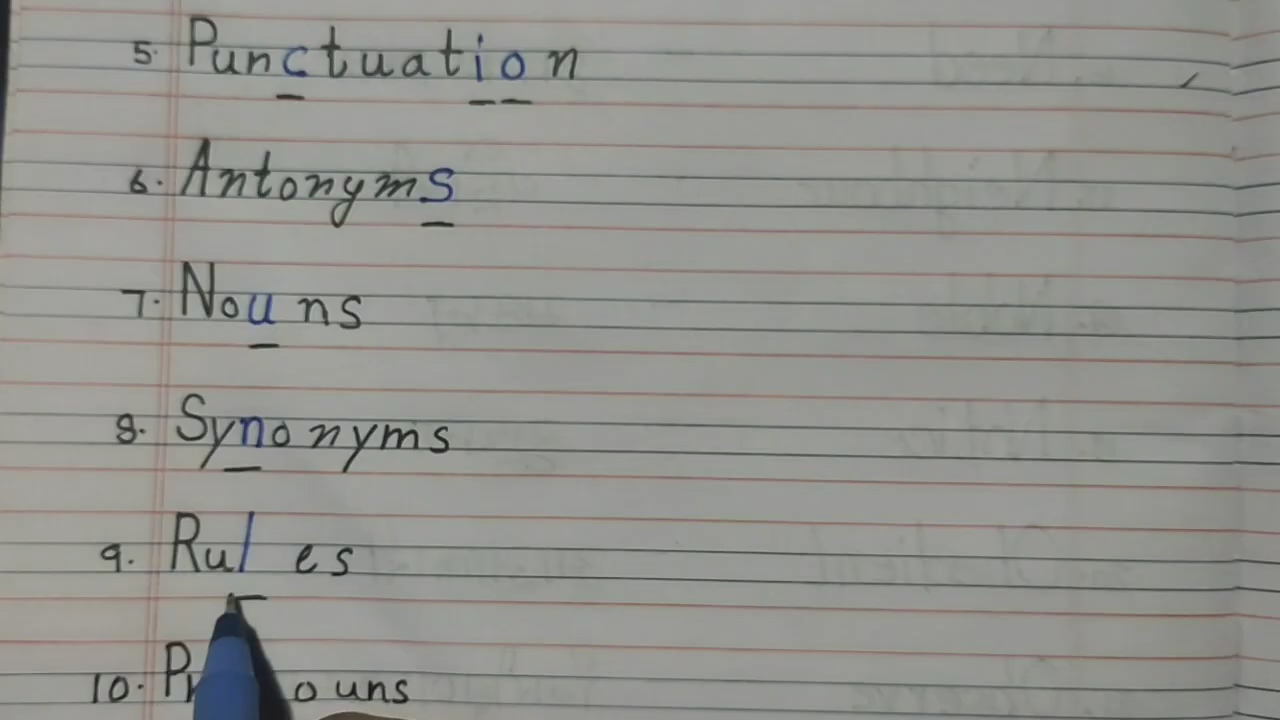 5. Punctuation
6. Antonyms
7. Nouns
8. Synonyms
9. Rules
10.